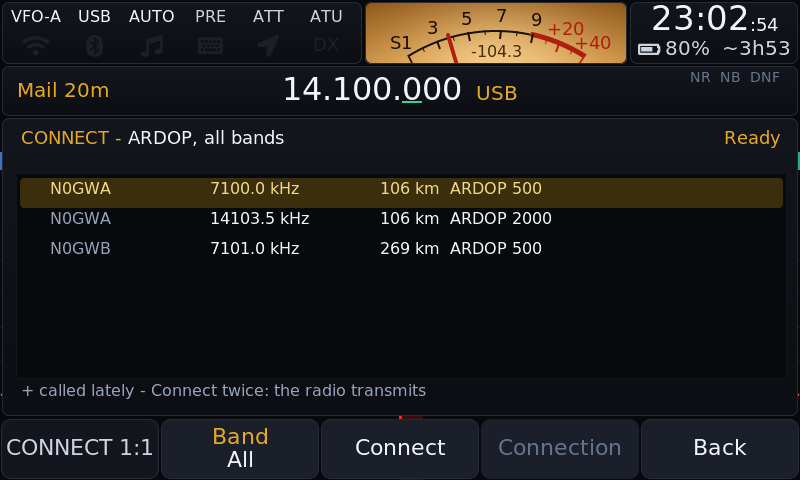 VFO-A USB AUTO PRE ATT ATU
DX
S1 3 5 7 9 +20 +40
-104.3
23:02:54
80% ~3h53
Mail 20m 14.100.000 USB
NR NB DNF
CONNECT - ARDOP, all bands Ready
N0GWA 7100.0 kHz 106 km ARDOP 500
N0GWA 14103.5 kHz 106 km ARDOP 2000
N0GWB 7101.0 kHz 269 km ARDOP 500
+ called lately - Connect twice: the radio transmits
CONNECT 1:1
Band
All
Connect
Connection
Back